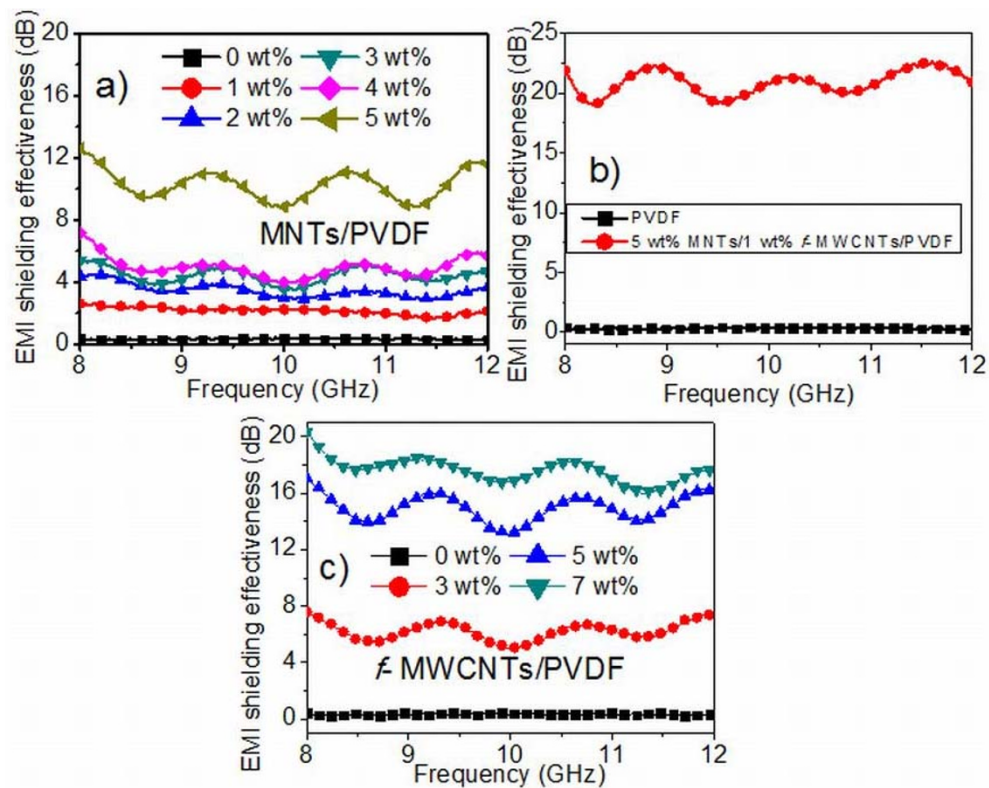 EMI shielding effectiveness (dB)
20
16
12
8
4
0
a)
0 wt% 3 wt%
1 wt% 4 wt%
2 wt% 5 wt%
MNTs/PVDF
8 9 10 11 12
Frequency (GHz)
EMI shielding effectiveness (dB)
25
20
15
10
5
0
b)
PVDF
5 wt% MNTs/1 wt% f-MWCNTs/PVDF
8 9 10 11 12
Frequency (GHz)
EMI shielding effectiveness (dB)
20
16
12
8
4
0
c)
0 wt% 5 wt%
3 wt% 7 wt%
f- MWCNTs/PVDF
8 9 10 11 12
Frequency (GHz)